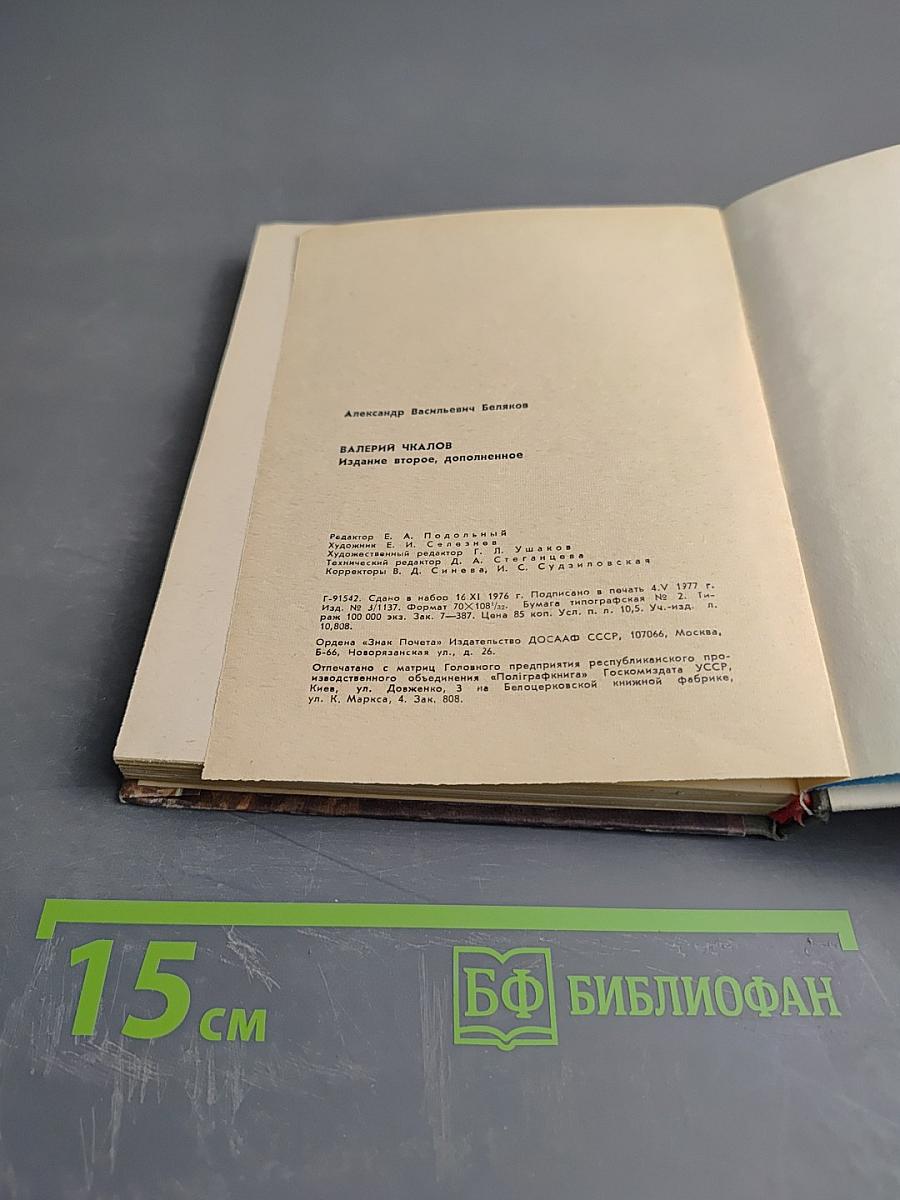 Александр Васильевич Беляков
ВАЛЕРИЙ ЧКАЛОВ
Издание второе, дополненное
Редактор Е. А. Подольный
Художник Е. И. Селезнев
Художественный редактор Г. Л. Ушаков
Технический редактор Д. А. Стеганцева
Корректоры В. Д. Синева, И. С. Судзиловская
Г-91542. Сдано в набор 16.XI 1976 г. Подписано в печать 4.V 1977 г.
Изд. № 3/1137. Формат 70×108¹/₃₂. Бумага типографская № 2. Ти-
раж 100 000 экз. Зак. 7—387. Цена 85 коп. Усл. п. л. 10,5. Уч.-изд. л.
10,808.
Ордена «Знак Почета» Издательство ДОСААФ СССР, 107066, Москва,
Б-66, Новорязанская ул., д. 26.
Отпечатано с матриц Головного предприятия республиканского про-
изводственного объединения «Поліграфкнига» Госкомиздата УССР,
Киев, ул. Довженко, 3 на Белоцерковской книжной фабрике,
ул. К. Маркса, 4. Зак. 808.
15 см
БФ БИБЛИОФАН